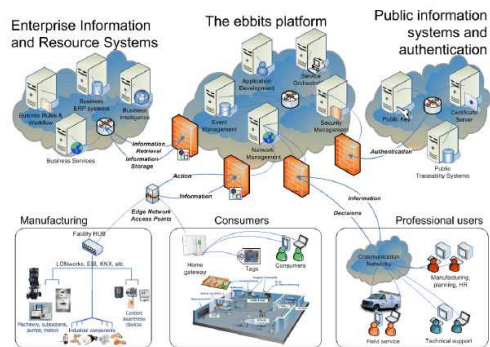 Enterprise Information
and Resource Systems
The ebbits platform
Public information
systems and
authentication
Business
ERP systems
Business Rules &
Workflow
Business
Intelligence
Business Services
Application
Development
Service
Orchestration
Event
Management
Network
Management
Security
Management
Public Key
Certificate
Server
Public
Traceability Systems
Information
Retrieval
Information
Storage
Authentication
Action
Information
Edge Network
Access Points
Information
Decisions
Manufacturing
Facility HUB
LONworks, EIB, KNX, etc.
Machinery, subsystems,
pumps, motors
Industrial components
Context
awareness
devices
Consumers
Home
gateway
Tags
Consumers
Professional users
Communication
Networks
Manufacturing,
planning, HR
Field service
Technical support